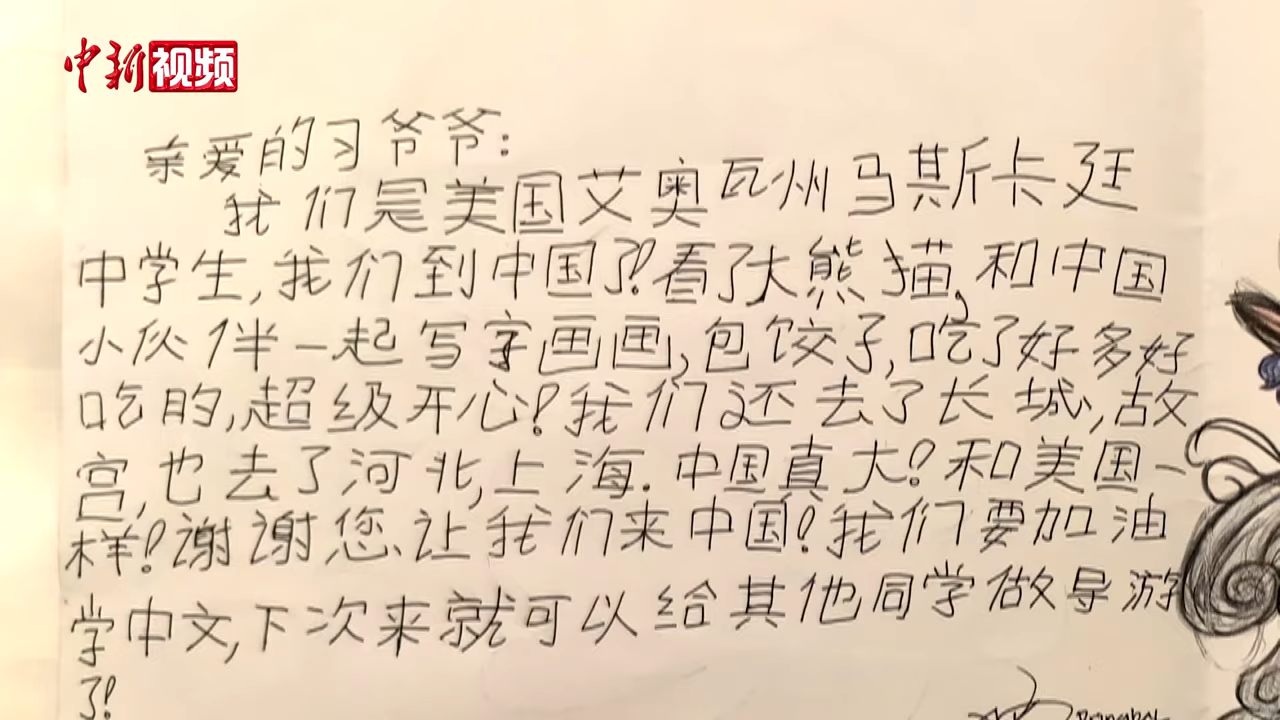 中新视频
亲爱的习爷爷:
我们是美国艾奥瓦州马斯卡廷
中学生,我们到中国了!看了大熊猫,和中国
小伙伴一起写字画画,包饺子,吃了好多好
吃的,超级开心!我们还去了长城,故
宫,也去了河北,上海.中国真大!和美国一
样!谢谢您、让我们来中国!我们要加油
学中文,下次来就可以给其他同学做导游
了!